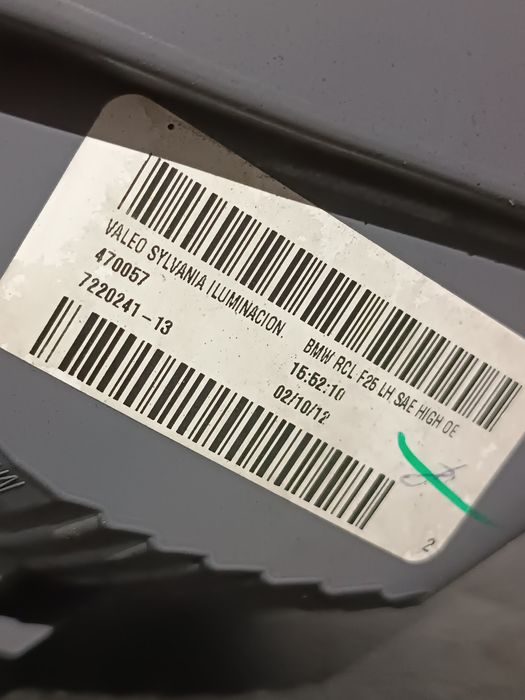 VALEO SYLVANIA ILUMINACION
470057
7220241-13
BMW RCL F25 LH SAE HIGH OE
15:52:10
02/10/12
2